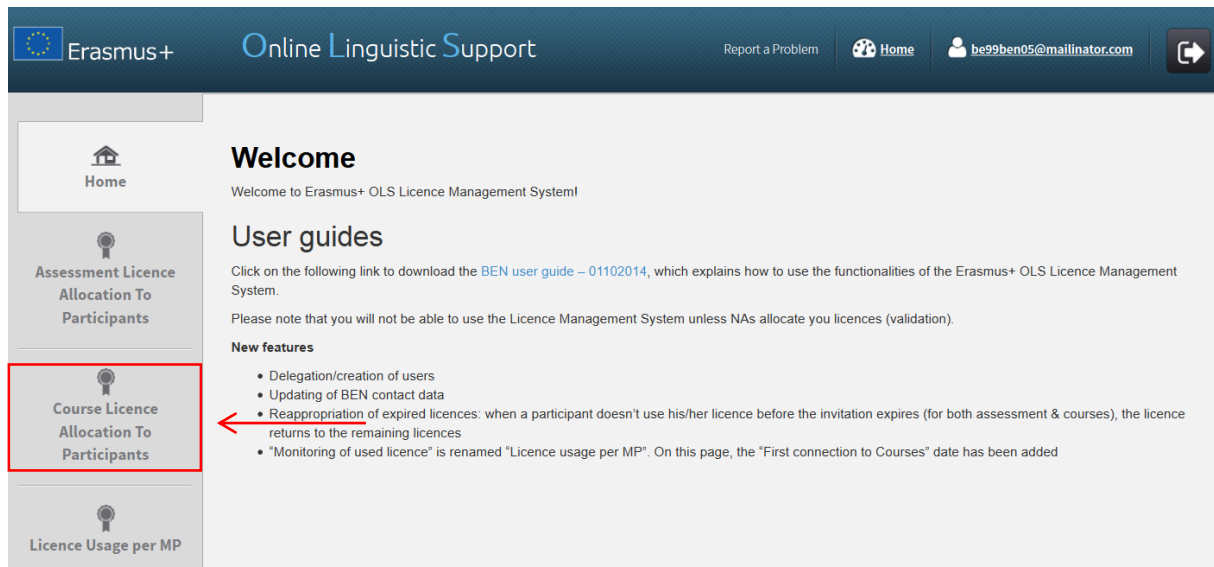 Erasmus+
Online Linguistic Support
Report a Problem
Home
be99ben05@mailinator.com
Home
Assessment Licence
Allocation To
Participants
Course Licence
Allocation To
Participants
Licence Usage per MP
Welcome
Welcome to Erasmus+ OLS Licence Management System!
User guides
Click on the following link to download the BEN user guide – 01102014, which explains how to use the functionalities of the Erasmus+ OLS Licence Management
System.
Please note that you will not be able to use the Licence Management System unless NAs allocate you licences (validation).
New features
• Delegation/creation of users
• Updating of BEN contact data
• Reappropriation of expired licences: when a participant doesn't use his/her licence before the invitation expires (for both assessment & courses), the licence
returns to the remaining licences
• "Monitoring of used licence" is renamed "Licence usage per MP". On this page, the "First connection to Courses" date has been added